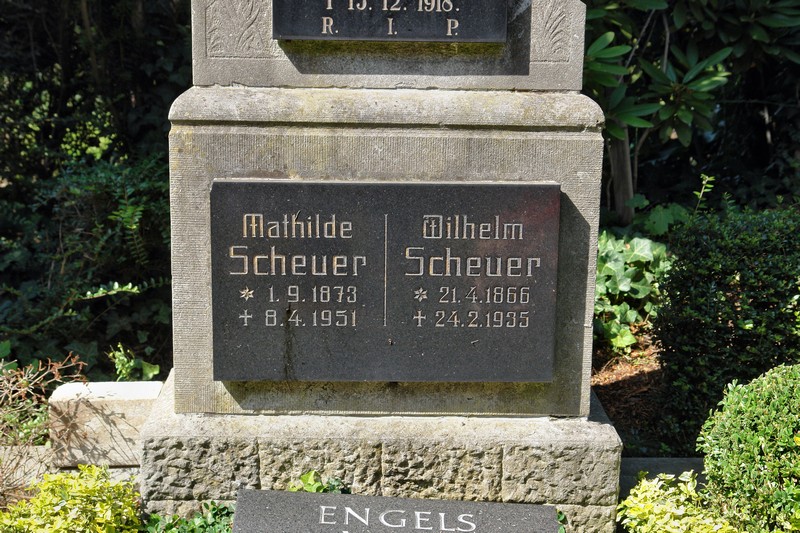 † 15.12.1918.
R. I. P.
Mathilde
Scheuer
* 1.9.1873
+ 8.4.1951
Wilhelm
Scheuer
* 21.4.1866
+ 24.2.1935
ENGELS